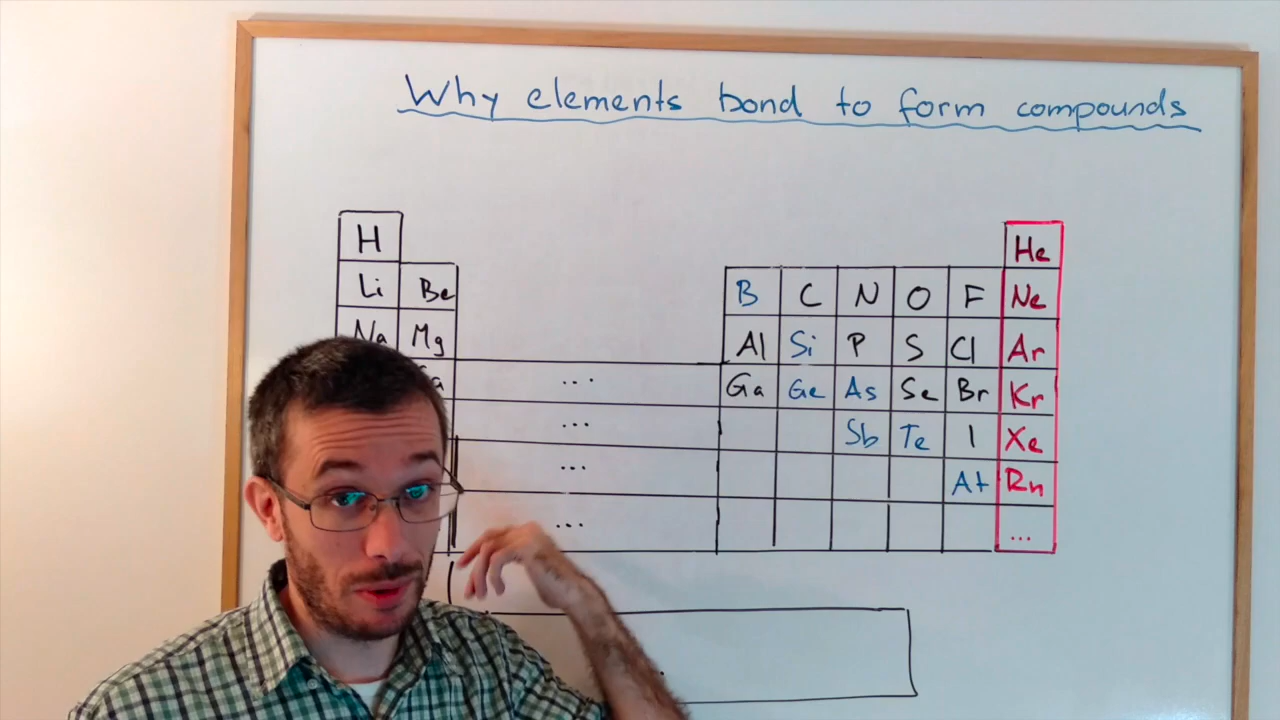 Why elements bond to form compounds
H He
Li Be B C N O F Ne
Na Mg Al Si P S Cl Ar
... Ga Ge As Se Br Kr
... Sb Te I Xe
... At Rn
... ...